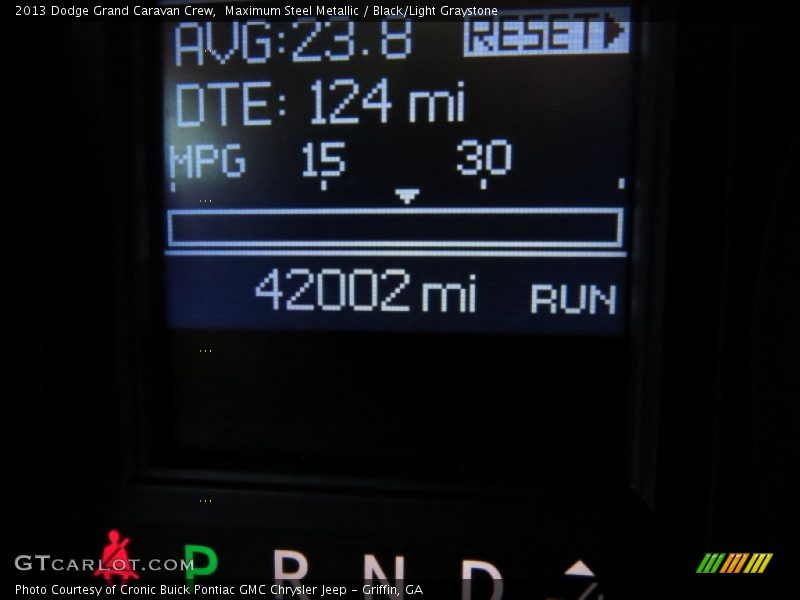 2013 Dodge Grand Caravan Crew,  Maximum Steel Metallic / Black/Light Graystone
AVG:23.8 RESET
DTE: 124 mi
MPG 15 30
42002 mi RUN
P R N D
GTCARLOT.COM
Photo Courtesy of Cronic Buick Pontiac GMC Chrysler Jeep – Griffin, GA